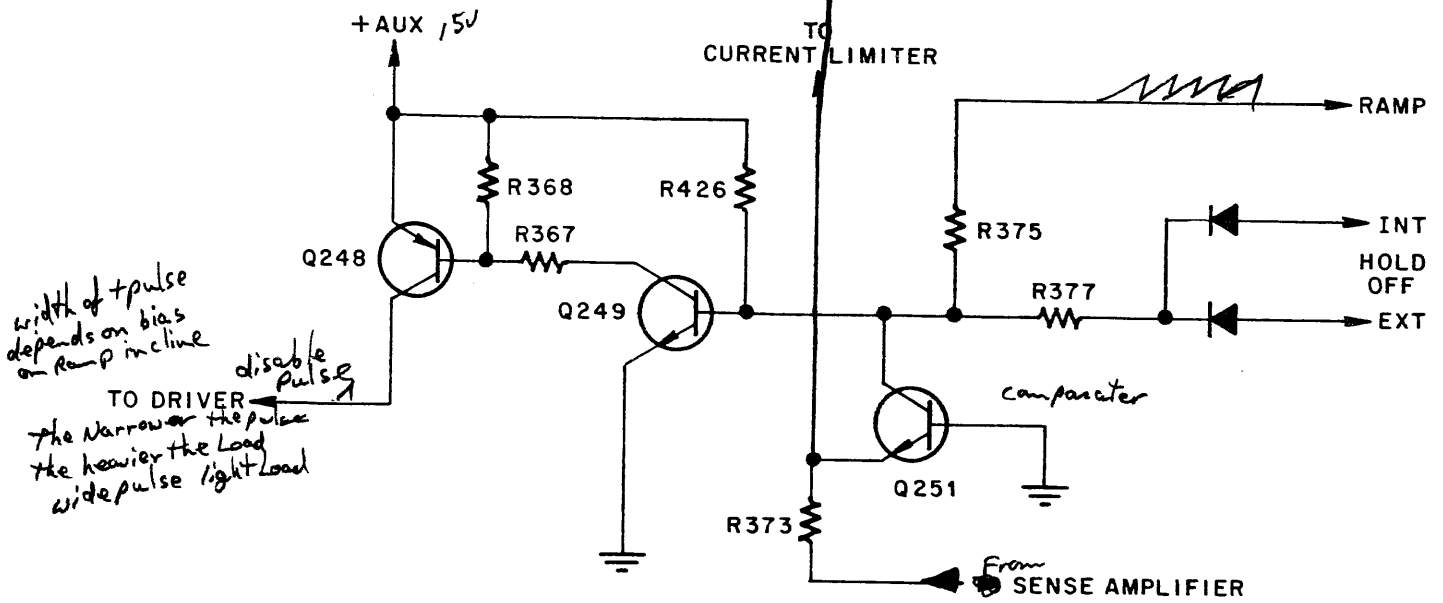 +AUX 15V
TO
CURRENT LIMITER
RAMP
R368
R426
R375
INT
HOLD
OFF
EXT
Q248
R367
Q249
R377
width of + pulse
depends on bias
on Ramp incline
disable
pulse
TO DRIVER
the Narrower the pulse
the heavier the Load
wide pulse light Load
comparater
Q251
R373
From
SENSE AMPLIFIER